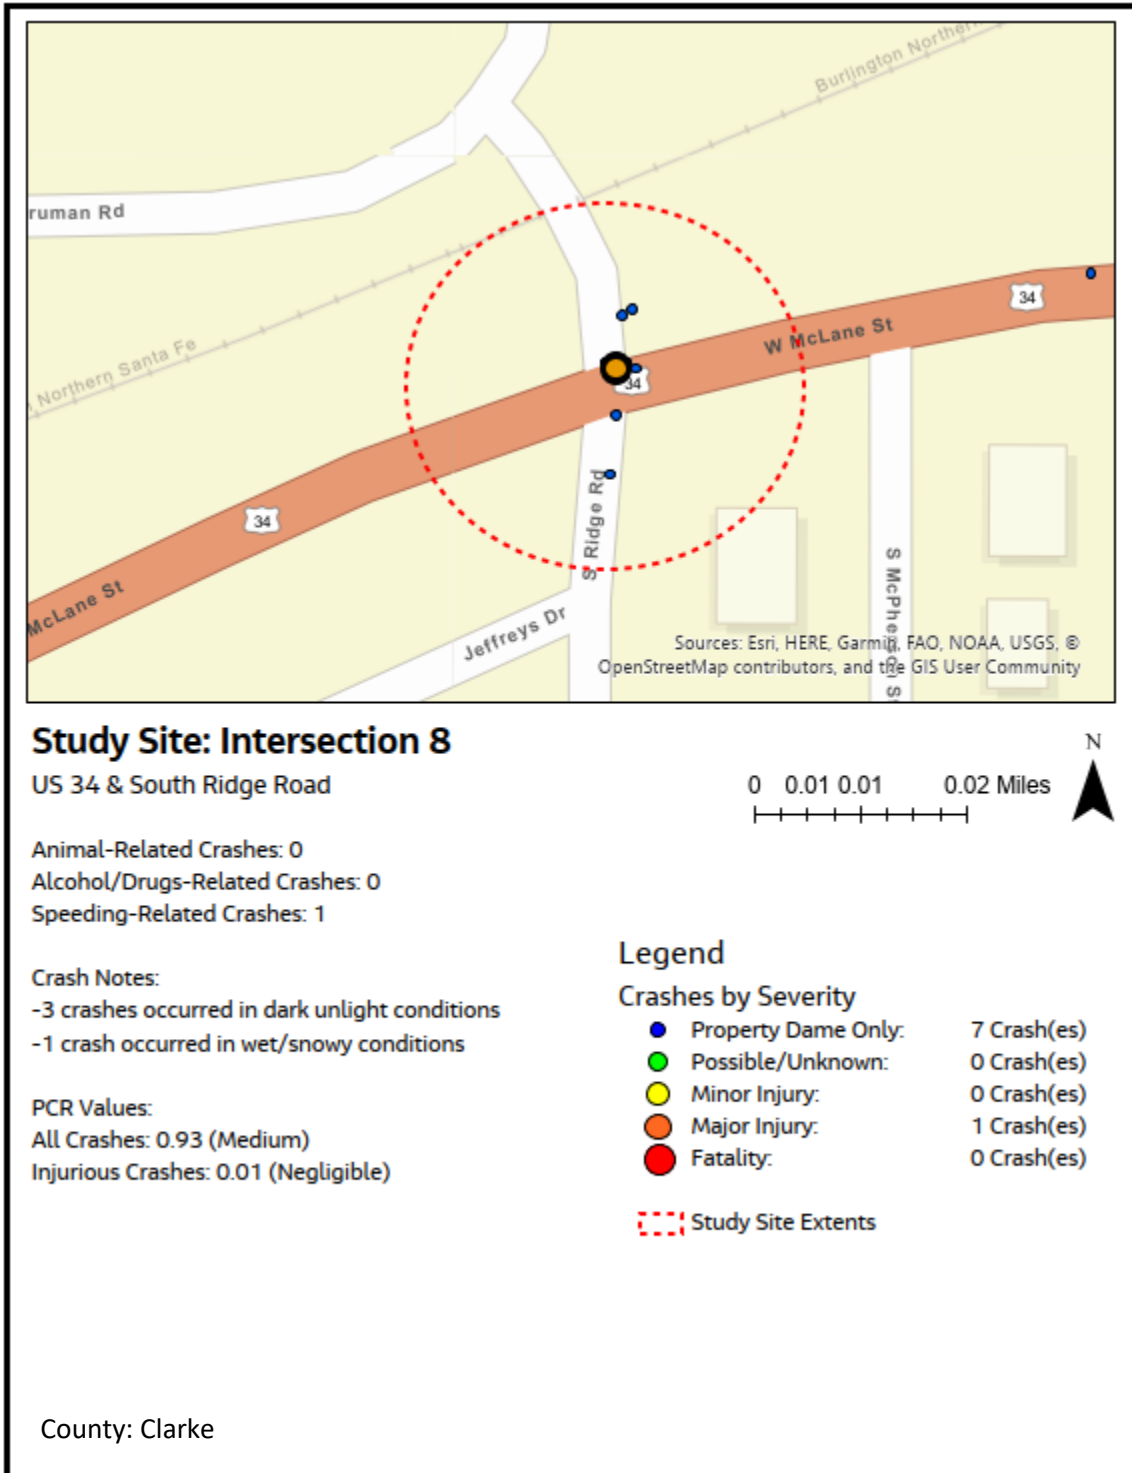 Burlington Northern
ruman Rd
34
W McLane St
Northern Santa Fe
34
34
S Ridge Rd
McLane St
Jeffreys Dr
S McPherson St
Sources: Esri, HERE, Garmin, FAO, NOAA, USGS, ©
OpenStreetMap contributors, and the GIS User Community
Study Site: Intersection 8
US 34 & South Ridge Road
N
0 0.01 0.01 0.02 Miles
Animal-Related Crashes: 0
Alcohol/Drugs-Related Crashes: 0
Speeding-Related Crashes: 1
Crash Notes:
-3 crashes occurred in dark unlight conditions
-1 crash occurred in wet/snowy conditions
PCR Values:
All Crashes: 0.93 (Medium)
Injurious Crashes: 0.01 (Negligible)
Legend
Crashes by Severity
Property Dame Only: 7 Crash(es)
Possible/Unknown: 0 Crash(es)
Minor Injury: 0 Crash(es)
Major Injury: 1 Crash(es)
Fatality: 0 Crash(es)
Study Site Extents
County: Clarke